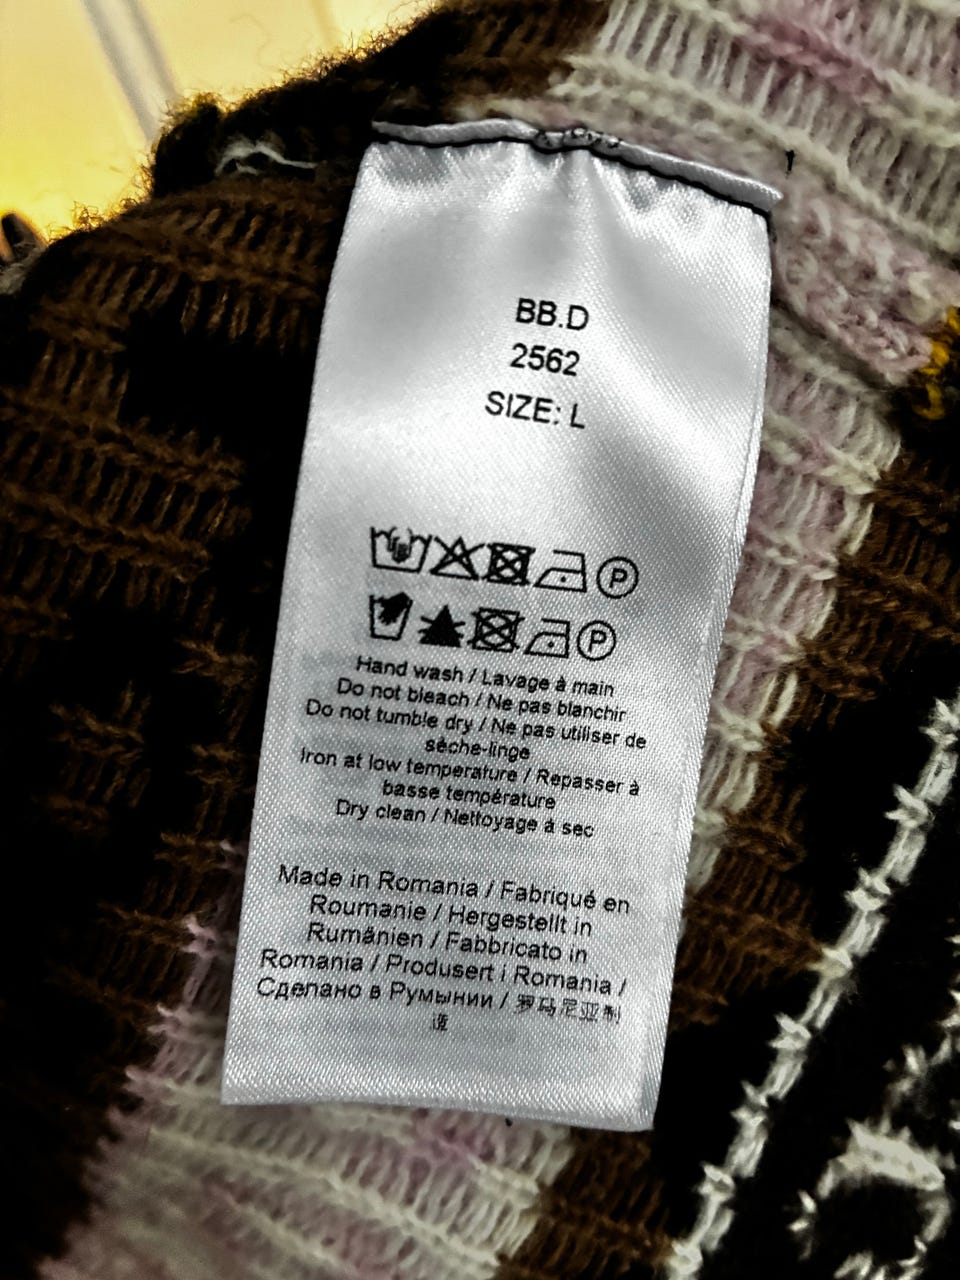 BB.D
2562
SIZE: L
P
P
Hand wash / Lavage à main
Do not bleach / Ne pas blanchir
Do not tumble dry / Ne pas utiliser de
sèche-linge
Iron at low temperature / Repasser à
basse température
Dry clean / Nettoyage à sec
Made in Romania / Fabriqué en
Roumanie / Hergestellt in
Rumänien / Fabbricato in
Romania / Produsert i Romania /
Сделано в Румынии / 罗马尼亚制
造